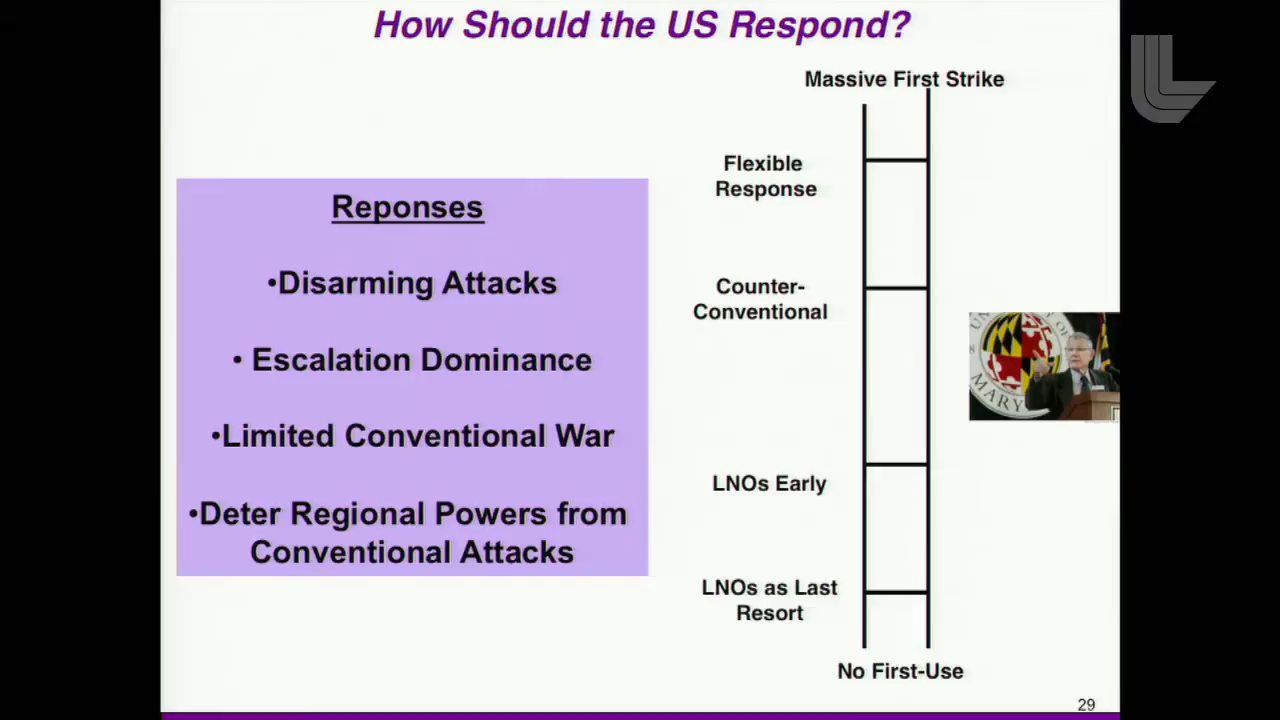 How Should the US Respond?
Massive First Strike
Flexible
Response
Reponses
•Disarming Attacks
Counter-
Conventional
• Escalation Dominance
•Limited Conventional War
LNOs Early
•Deter Regional Powers from
Conventional Attacks
LNOs as Last
Resort
No First-Use
MARY
29